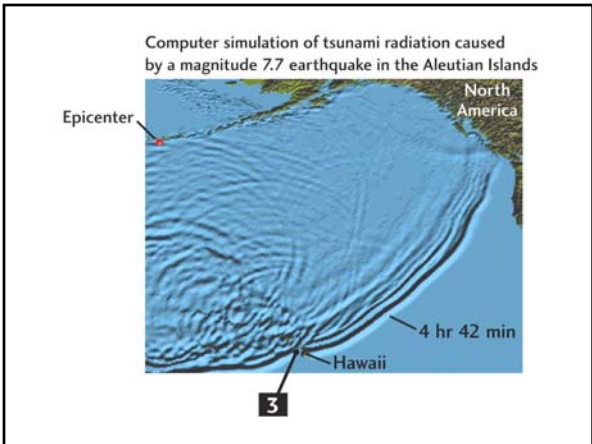 Computer simulation of tsunami radiation caused
by a magnitude 7.7 earthquake in the Aleutian Islands
North
America
Epicenter
4 hr 42 min
Hawaii
3